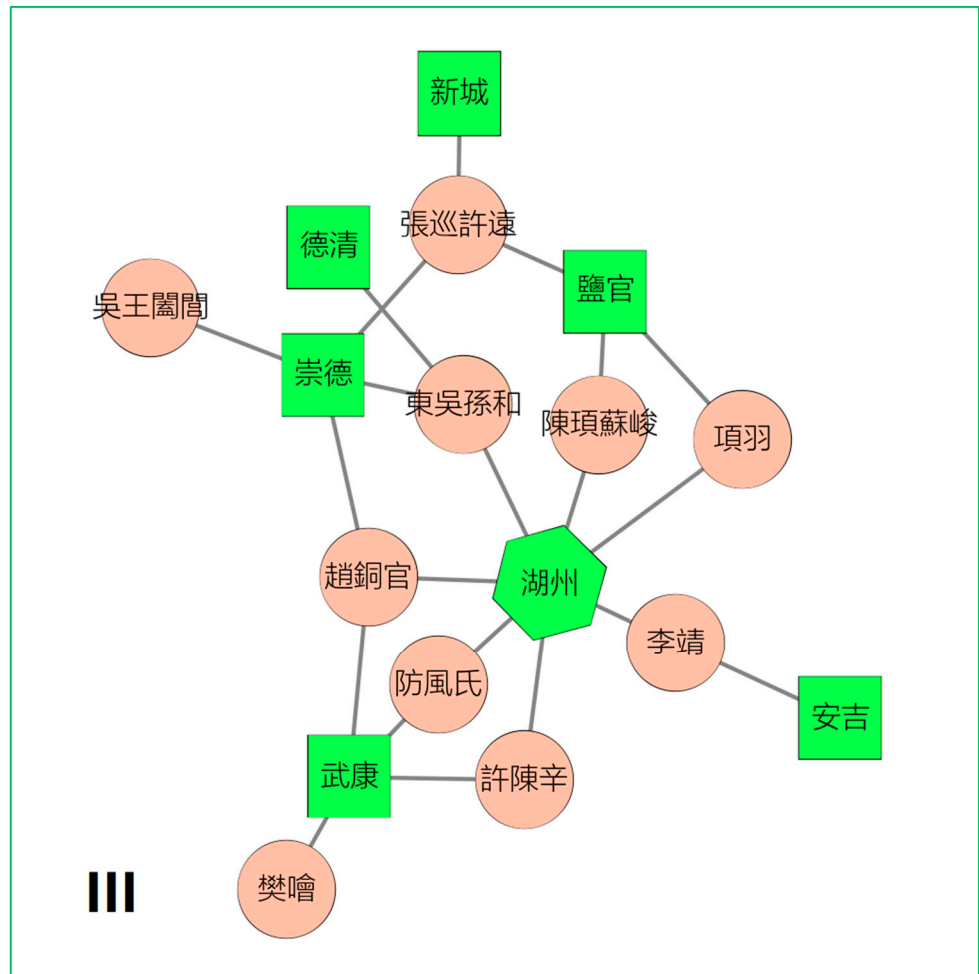 新城
張巡許遠
德清
鹽官
吳王闔閭
崇德
東吳孫和
陳頊蘇峻
項羽
趙銅官
湖州
李靖
防風氏
安吉
武康
許陳辛
樊噲
III